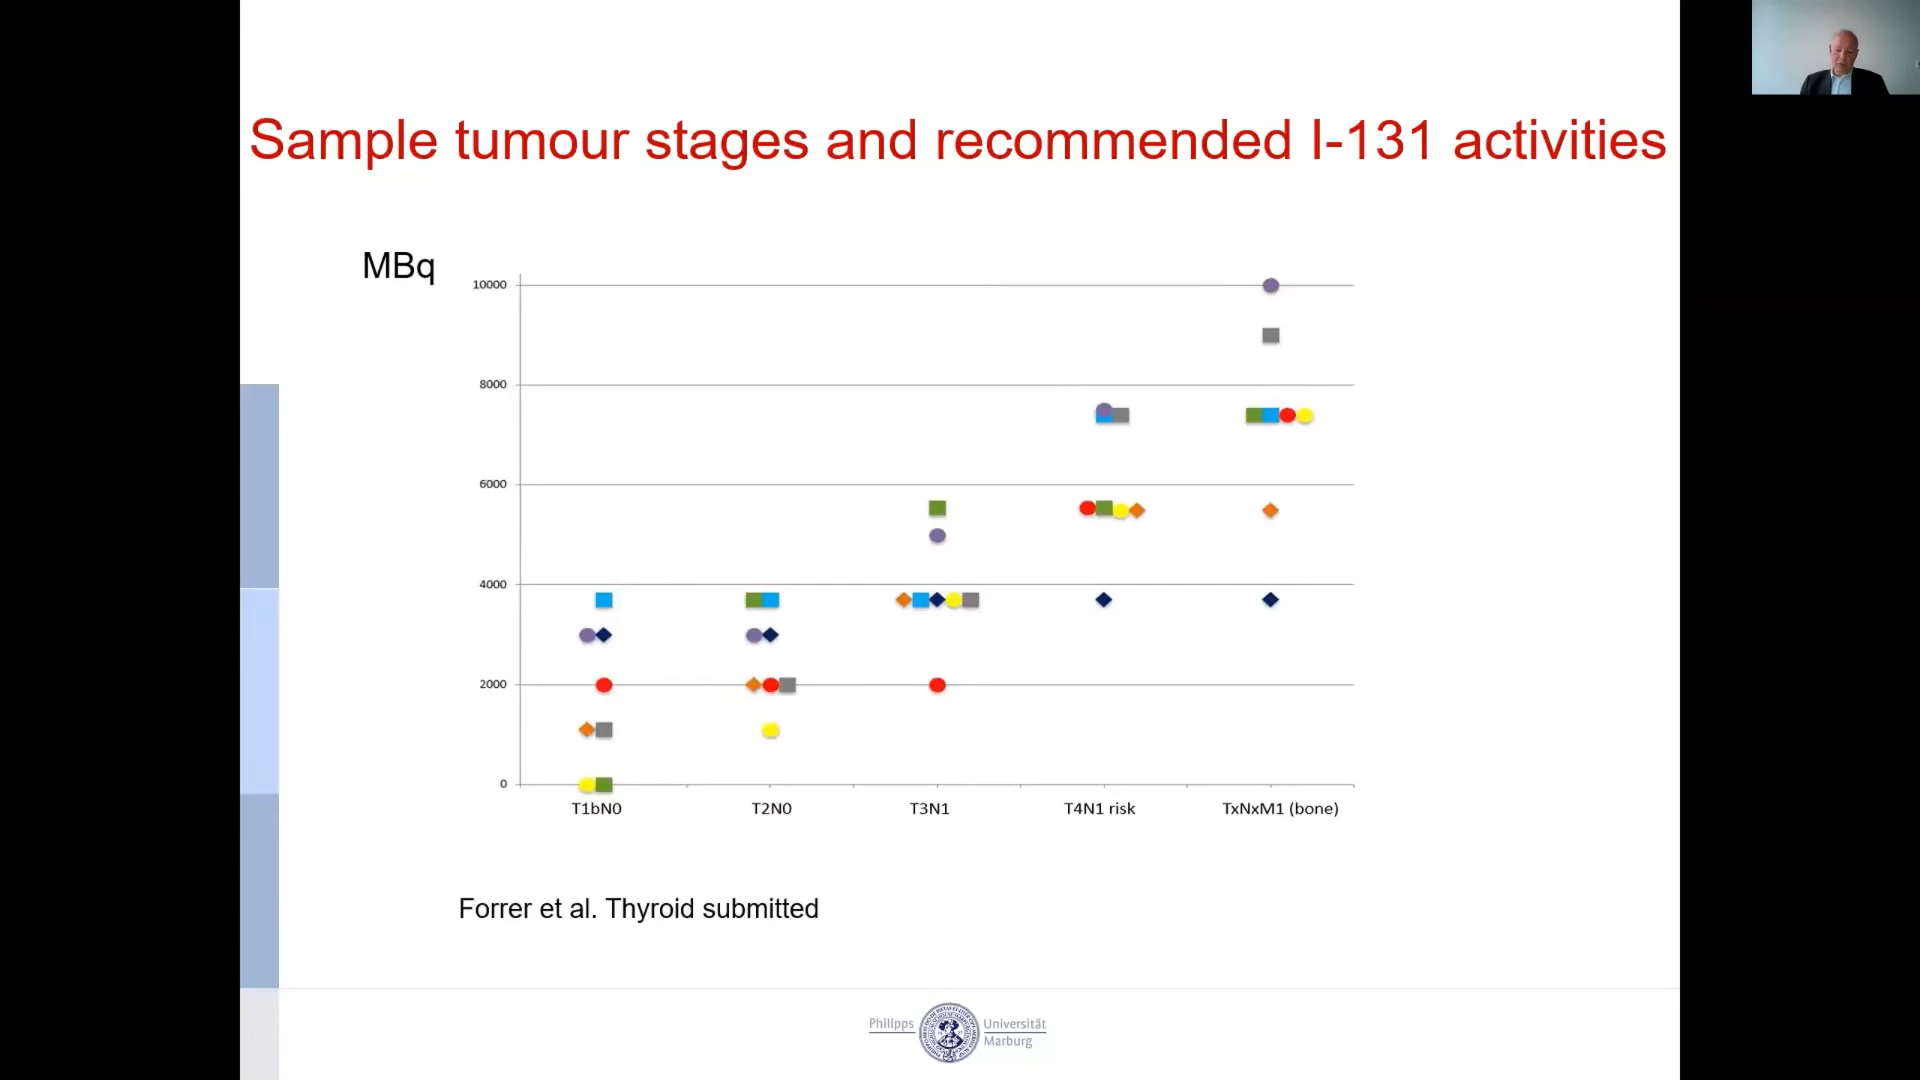 Sample tumour stages and recommended I-131 activities
MBq
10000
8000
6000
4000
2000
0
T1bN0 T2N0 T3N1 T4N1 risk TxNxM1 (bone)
Forrer et al. Thyroid submitted
Philipps Universität
Marburg